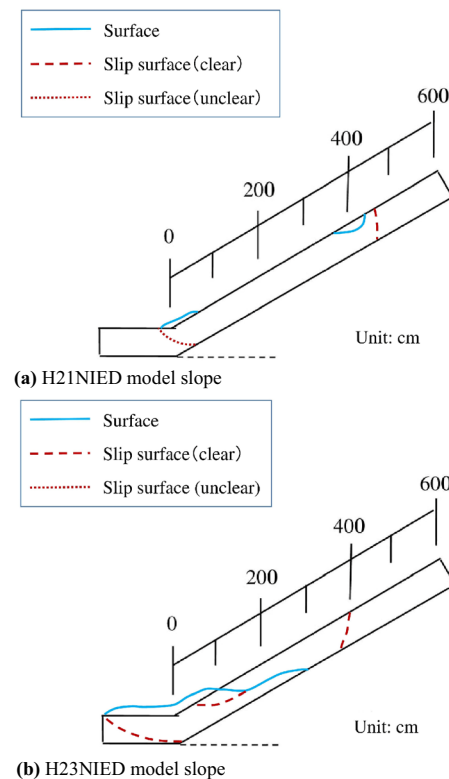 Surface
Slip surface(clear)
Slip surface(unclear)
600
400
200
0
Unit: cm
(a) H21NIED model slope
Surface
Slip surface(clear)
Slip surface (unclear)
600
400
200
0
Unit: cm
(b) H23NIED model slope